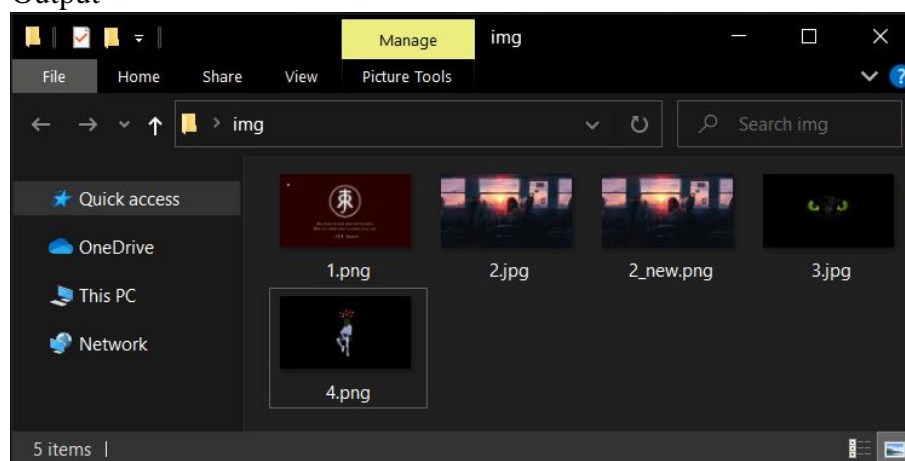 Output
Manage
img
File
Home
Share
View
Picture Tools
img
Search img
Quick access
OneDrive
This PC
Network
1.png
2.jpg
2_new.png
3.jpg
4.png
5 items